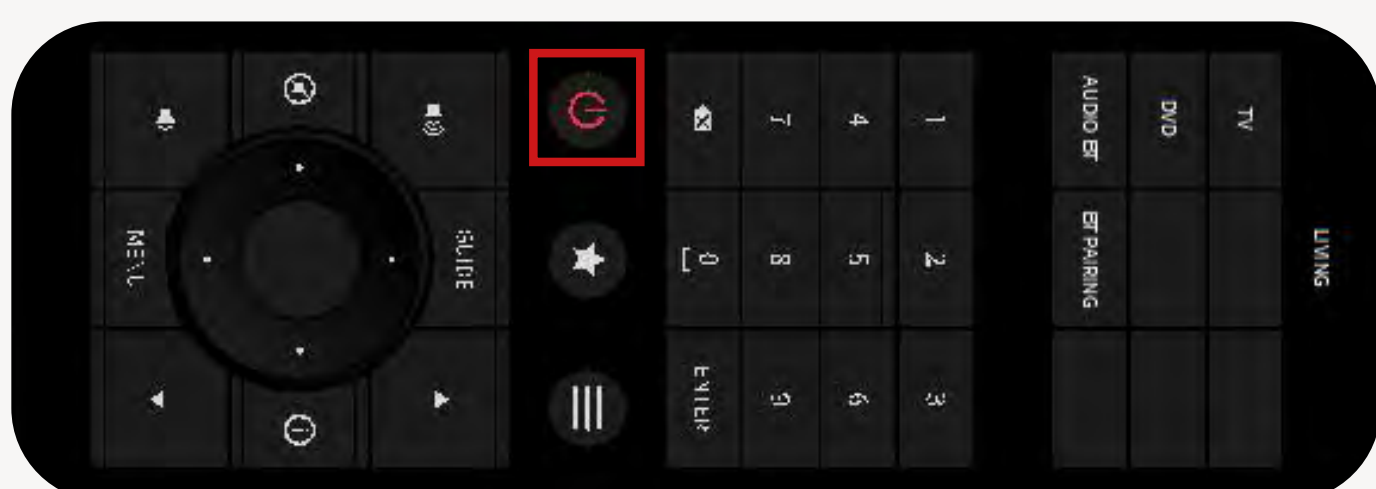 LIVING
TV
DVD
AUDIO BT BT PAIRING
1 2 3
4 5 6
7 8 9
0 ENTER
GUIDE
MENU